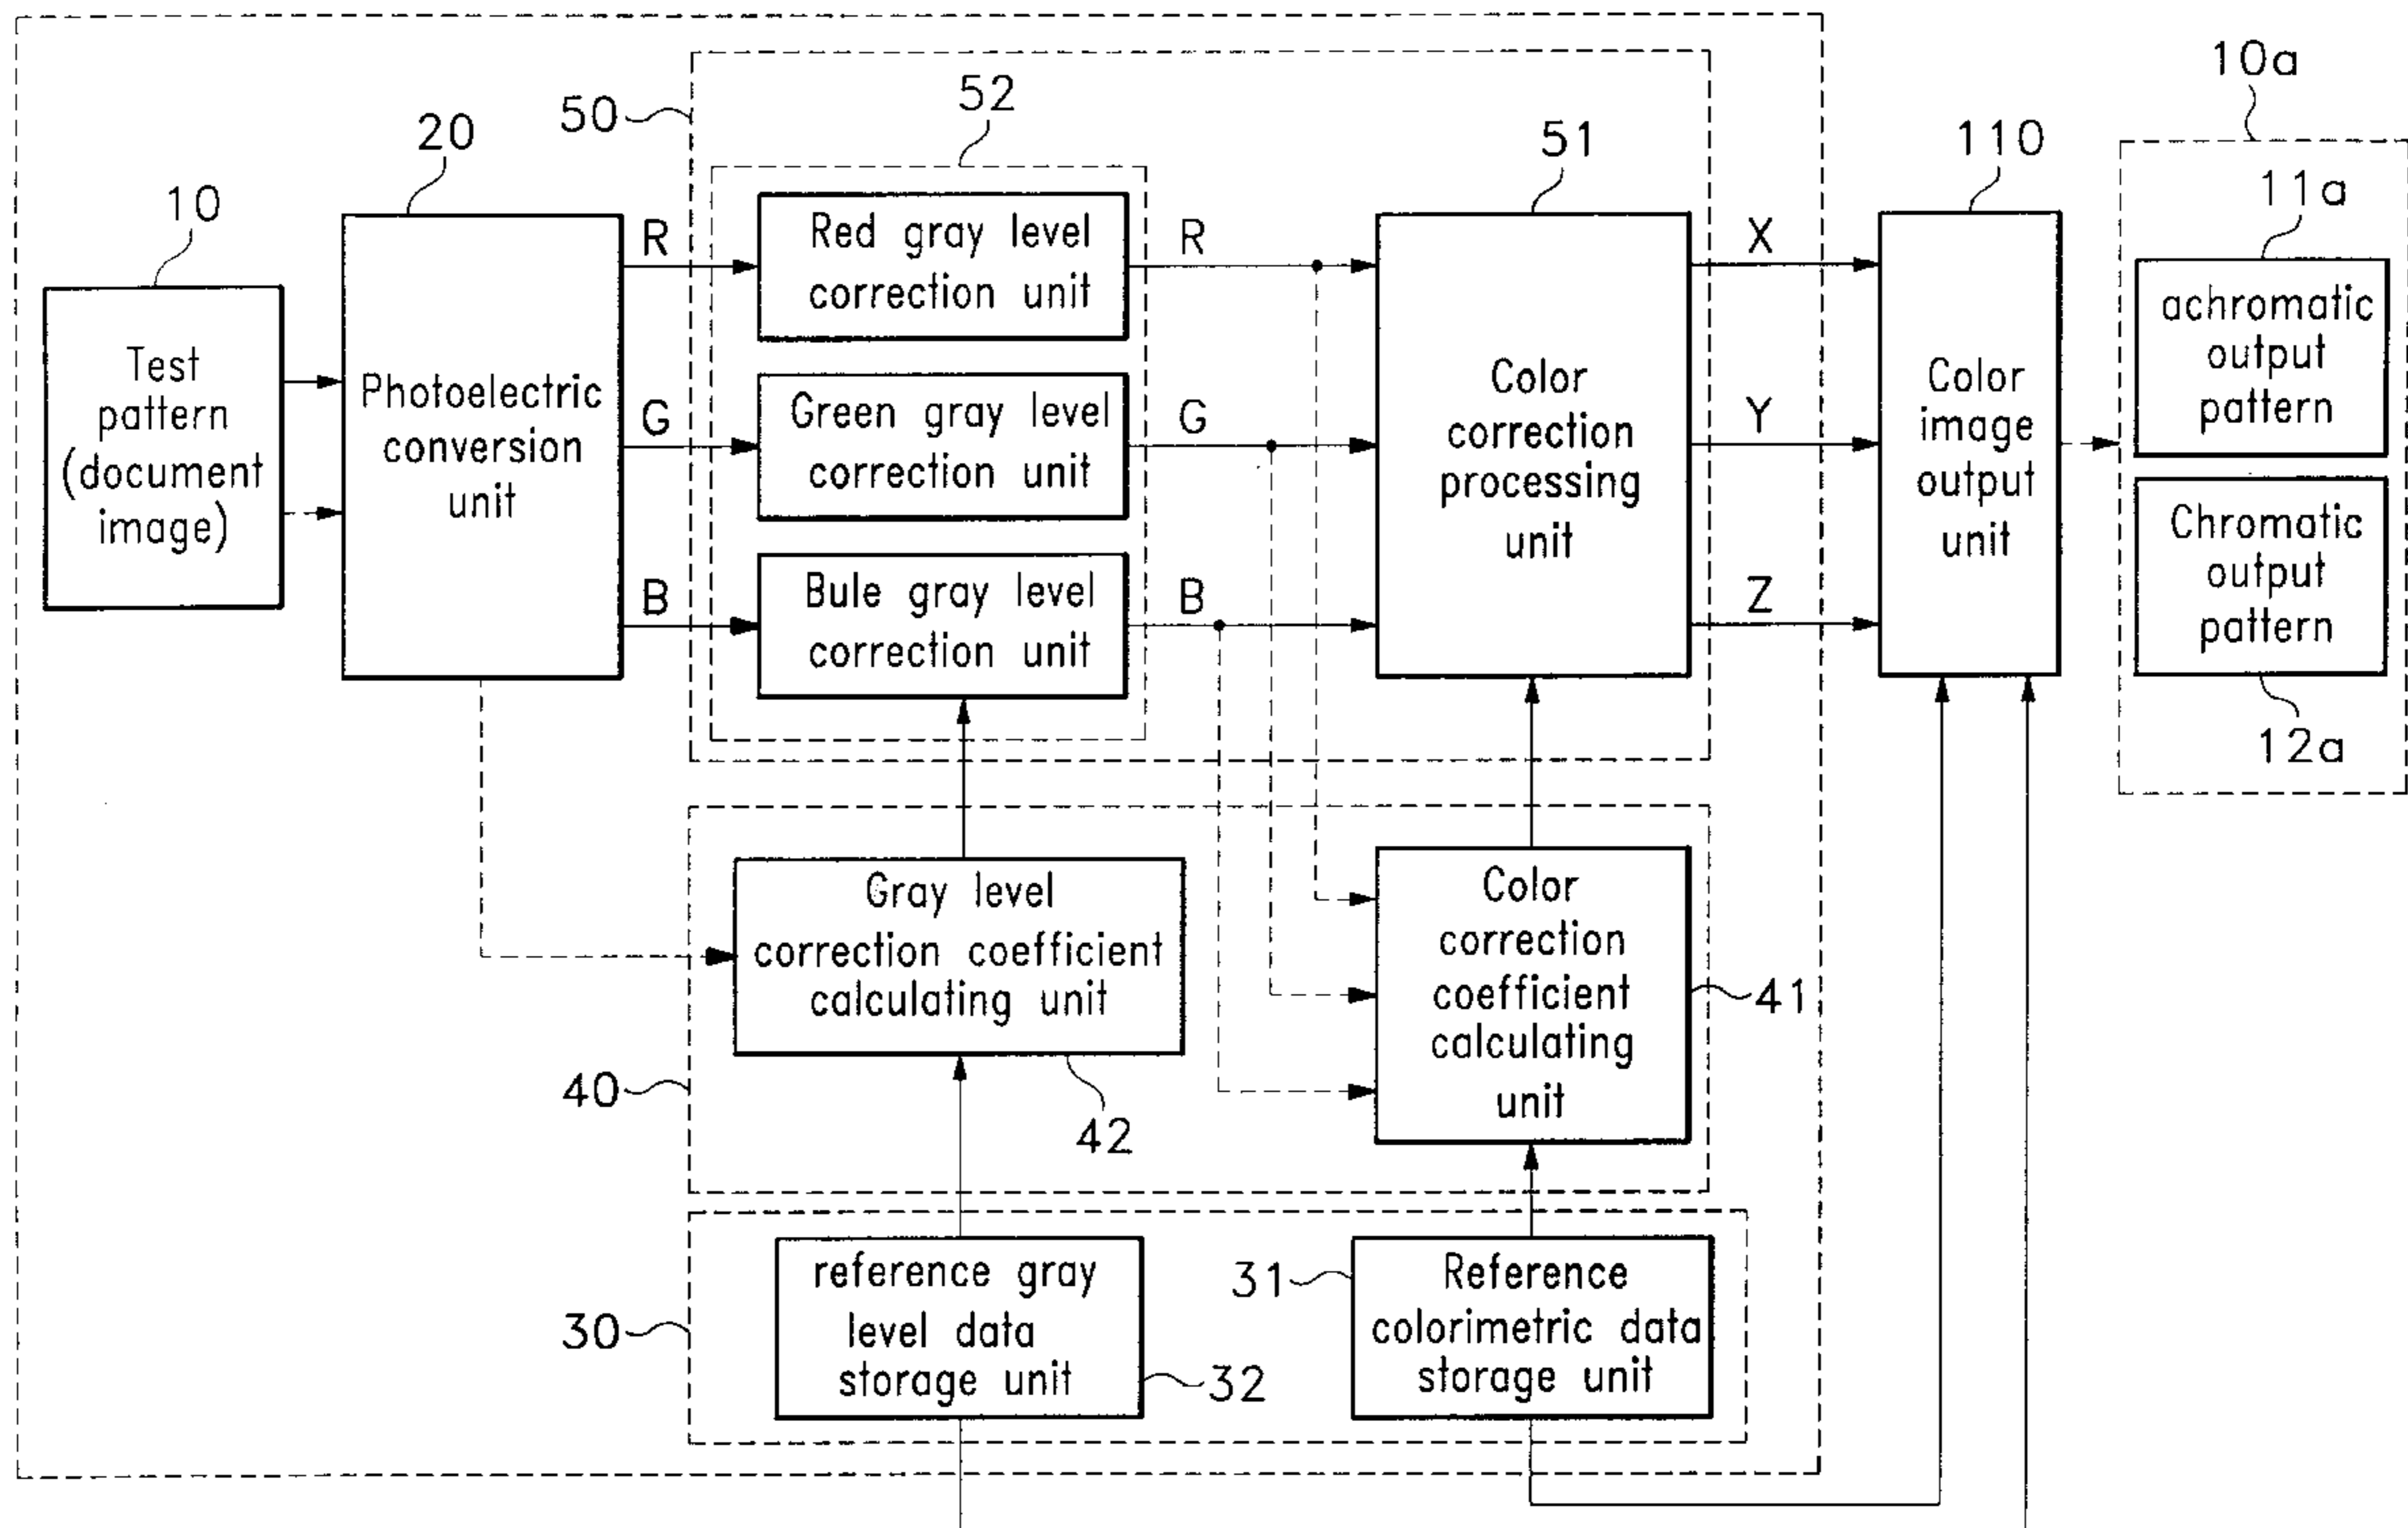 10
Test
pattern
(document
image)
20
Photoelectric
conversion
unit
R
G
B
50
52
Red gray level
correction unit
Green gray level
correction unit
Bule gray level
correction unit
R
G
B
51
Color
correction
processing
unit
X
Y
Z
110
Color
image
output
unit
10a
11a
achromatic
output
pattern
Chromatic
output
pattern
12a
40
Gray level
correction coefficient
calculating unit
42
Color
correction
coefficient
calculating
unit
41
30
reference gray
level data
storage unit
32
31
Reference
colorimetric data
storage unit